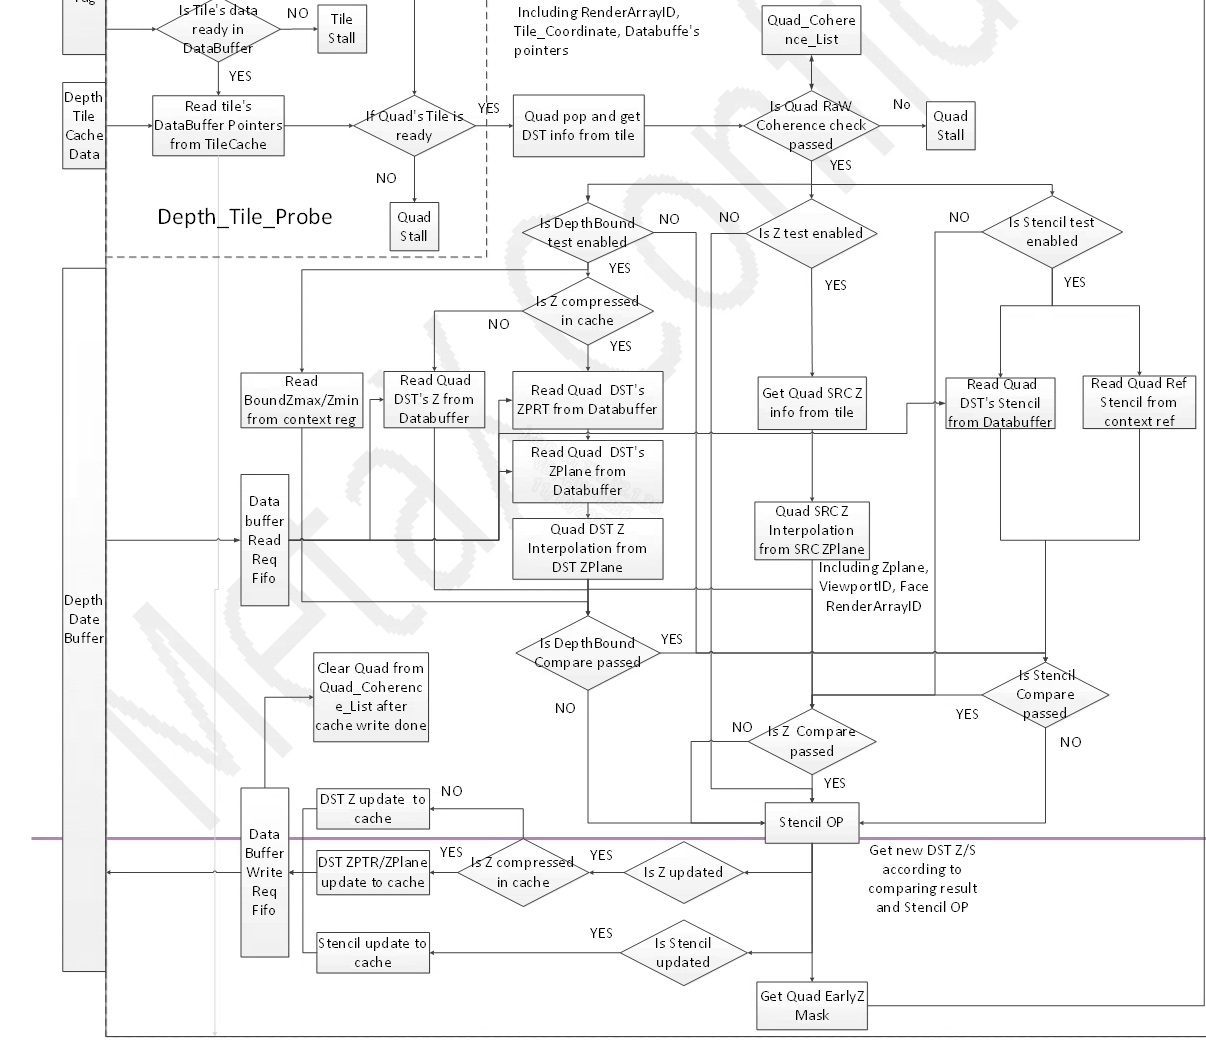 Tag
Is Tile's data
ready in
DataBuffer
NO
Tile
Stall
YES
Including RenderArrayID,
Tile_Coordinate, Databuffe's
pointers
Quad_Cohere
nce_List
Depth
Tile
Cache
Data
Read tile's
DataBuffer Pointers
from TileCache
If Quad's Tile is
ready
YES
Quad pop and get
DST info from tile
Is Quad RaW
Coherence check
passed
No
Quad
Stall
YES
NO
Quad
Stall
Depth_Tile_Probe
Is DepthBound
test enabled
NO
NO
Is Z test enabled
NO
Is Stencil test
enabled
YES
YES
YES
Is Z compressed
in cache
NO
YES
Read
BoundZmax/Zmin
from context reg
Read Quad
DST's Z from
Databuffer
Read Quad DST's
ZPRT from Databuffer
Get Quad SRC Z
info from tile
Read Quad
DST's Stencil
from Databuffer
Read Quad Ref
Stencil from
context ref
Read Quad DST's
ZPlane from
Databuffer
Data
buffer
Read
Req
Fifo
Quad DST Z
Interpolation from
DST ZPlane
Quad SRC Z
Interpolation
from SRC ZPlane
Including Zplane,
ViewportID, Face
RenderArrayID
Depth
Date
Buffer
Is DepthBound
Compare passed
YES
NO
Clear Quad from
Quad_Coherenc
e_List after
cache write done
Is Stencil
Compare
passed
YES
NO
NO
Is Z Compare
passed
YES
DST Z update to
cache
NO
Stencil OP
Data
Buffer
Write
Req
Fifo
DST ZPTR/ZPlane
update to cache
YES
Is Z compressed
in cache
YES
Is Z updated
Get new DST Z/S
according to
comparing result
and Stencil OP
Stencil update to
cache
YES
Is Stencil
updated
Get Quad EarlyZ
Mask
MetaX Confid